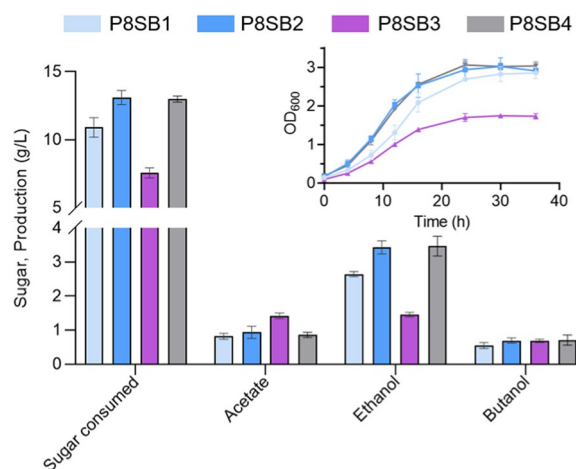 P8SB1 P8SB2 P8SB3 P8SB4
Sugar, Production (g/L)
15
10
5
4
3
2
1
0
Sugar consumed
Acetate
Ethanol
Butanol
OD600
3
2
1
0
0 10 20 30 40
Time (h)